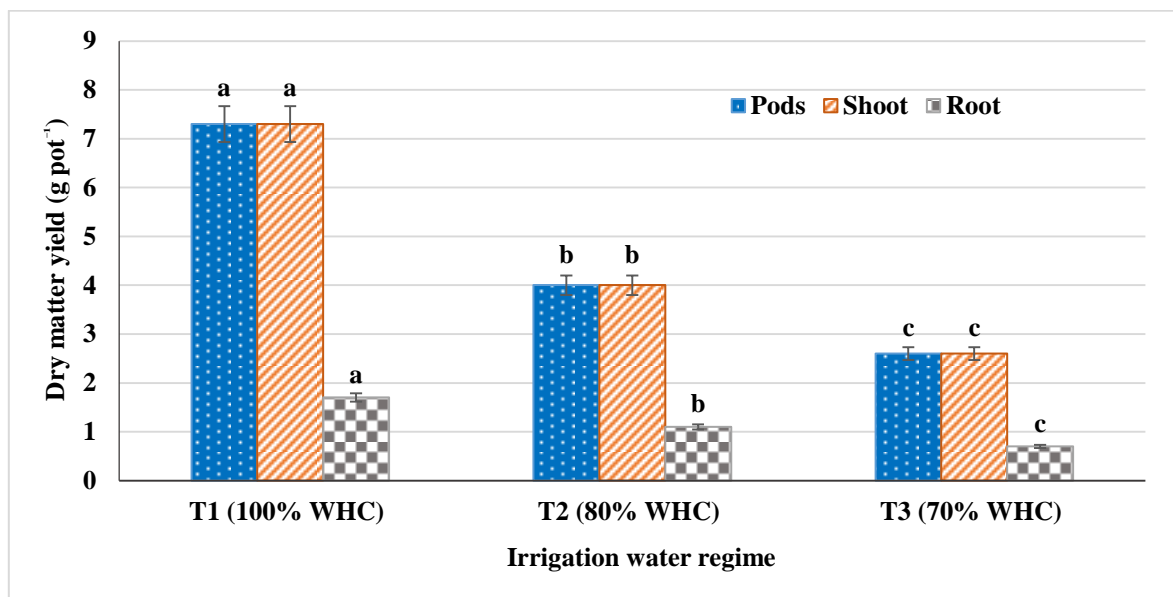 Dry matter yield (g pot⁻¹)
9
8
7
6
5
4
3
2
1
0
Pods Shoot Root
a a a
b b b
c c c
T1 (100% WHC) T2 (80% WHC) T3 (70% WHC)
Irrigation water regime